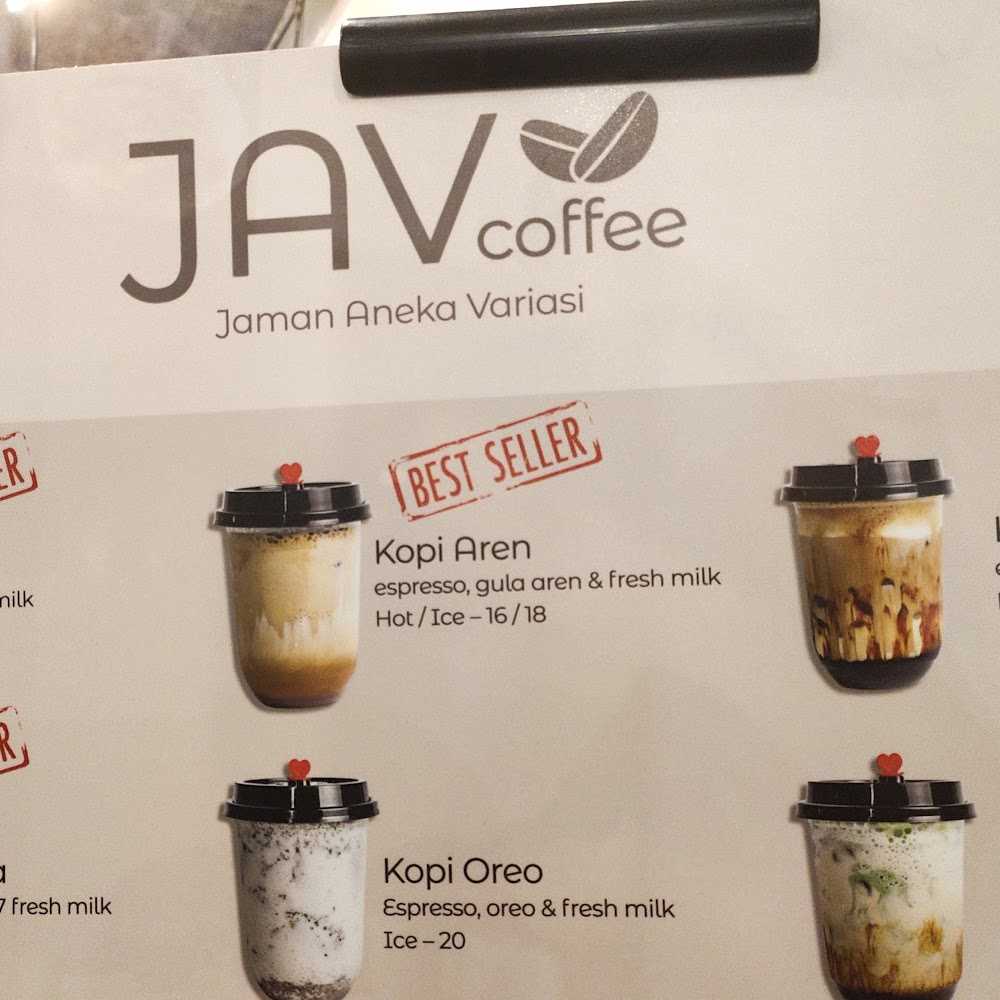 JAV coffee
Jaman Aneka Variasi
BEST SELLER
Kopi Aren
espresso, gula aren & fresh milk
Hot / Ice – 16 / 18
milk
Kopi Oreo
Espresso, oreo & fresh milk
Ice – 20
fresh milk